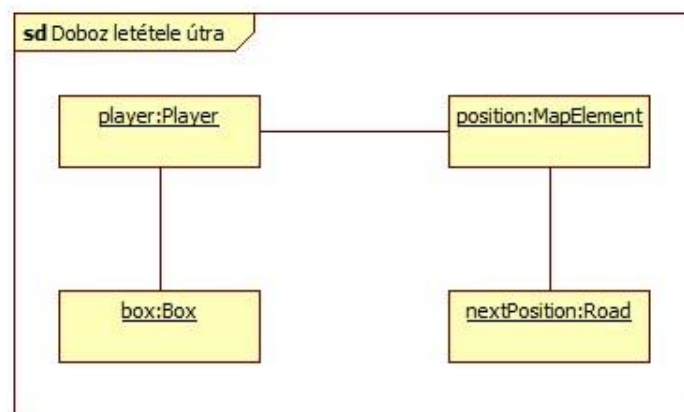 sd Doboz letétele útra
player:Player
position:MapElement
box:Box
nextPosition:Road